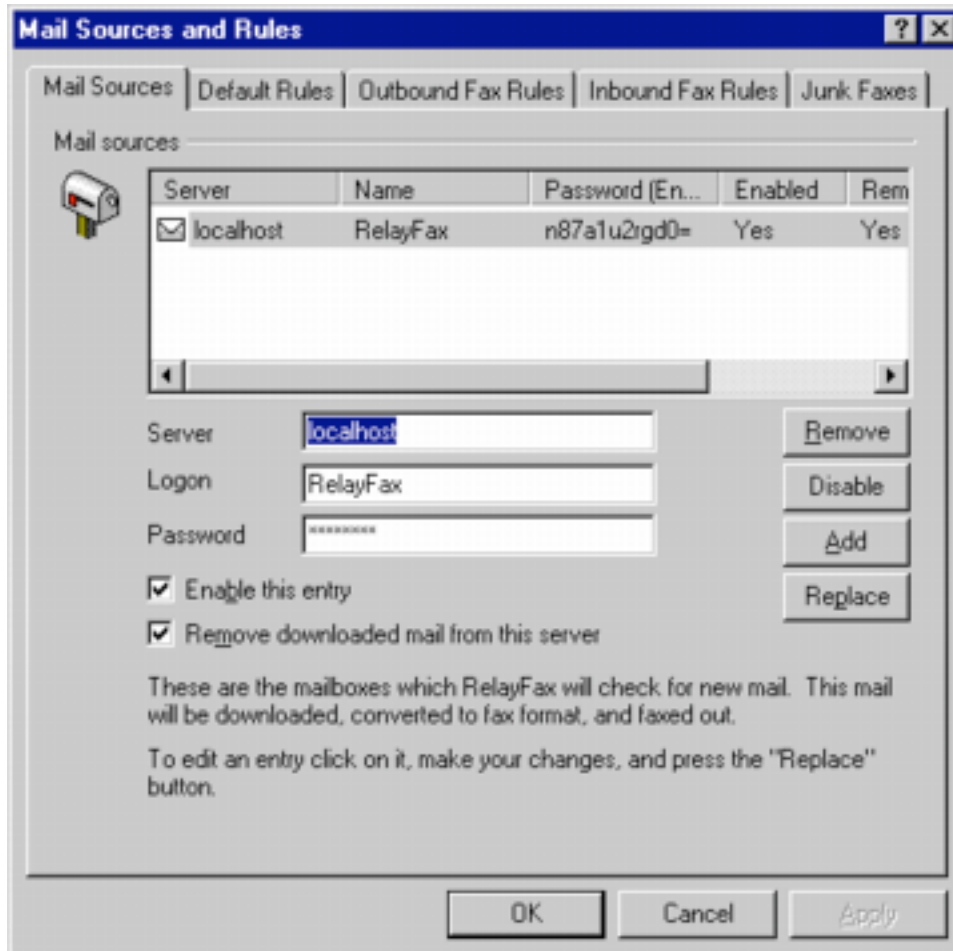 Mail Sources and Rules
Mail Sources Default Rules Outbound Fax Rules Inbound Fax Rules Junk Faxes
Mail sources
Server Name Password (En... Enabled Rem
localhost RelayFax n87a1u2rgd0= Yes Yes
Server localhost Remove
Logon RelayFax Disable
Password ******** Add
Enable this entry Replace
Remove downloaded mail from this server
These are the mailboxes which RelayFax will check for new mail. This mail
will be downloaded, converted to fax format, and faxed out.
To edit an entry click on it, make your changes, and press the "Replace"
button.
OK Cancel Apply